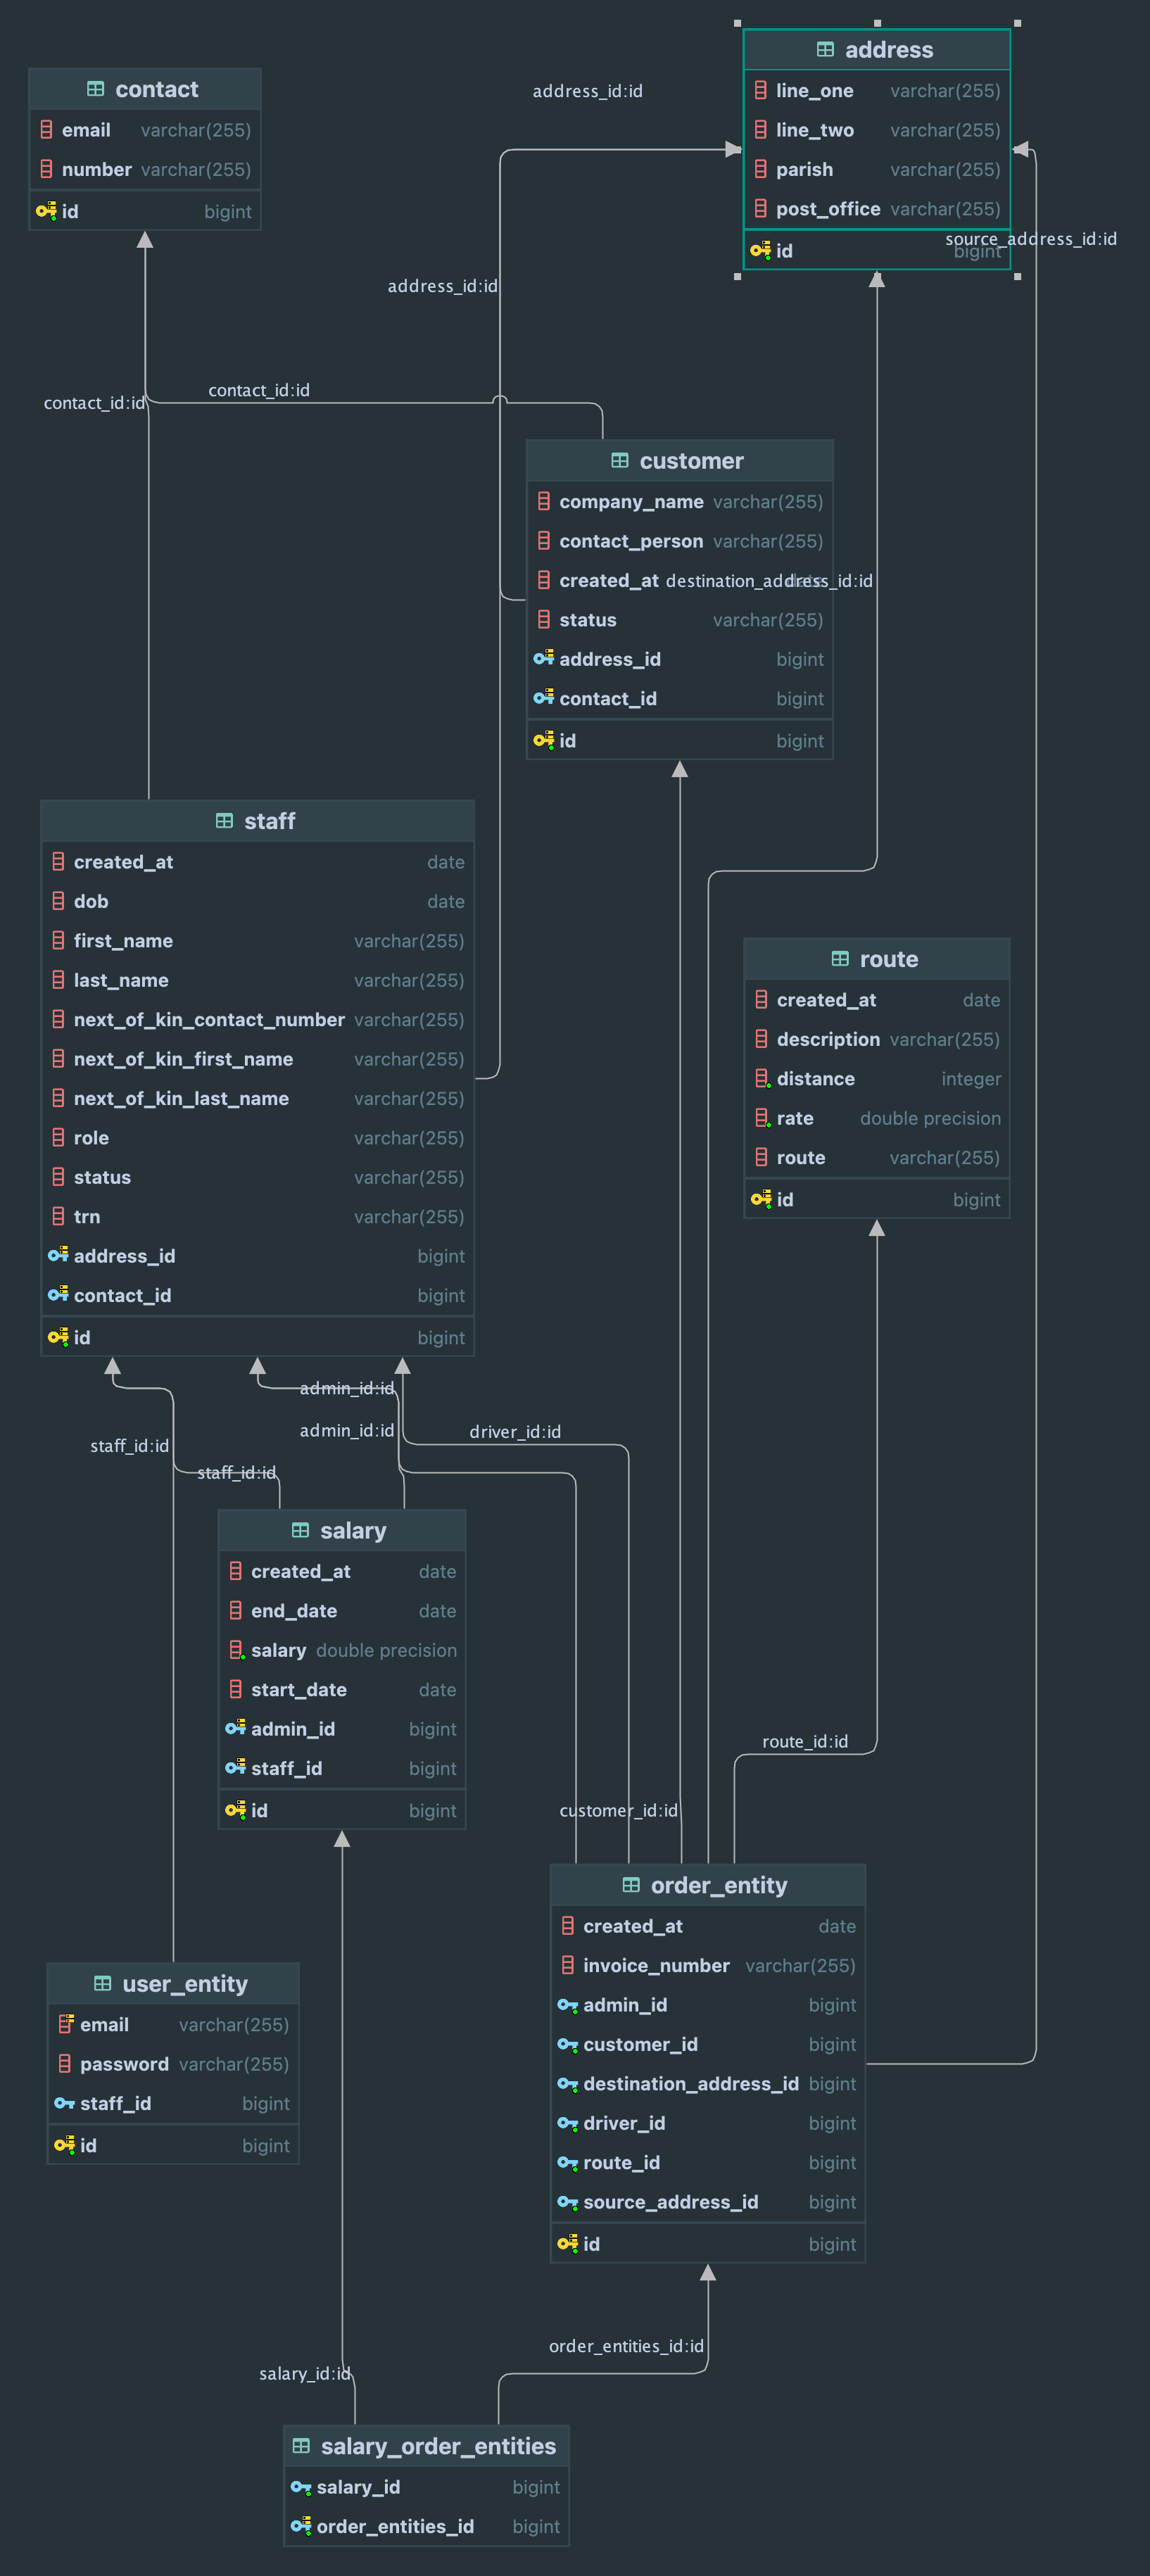 address
line_one varchar(255)
line_two varchar(255)
parish varchar(255)
post_office varchar(255)
id bigint
contact
email varchar(255)
number varchar(255)
id bigint
address_id:id
source_address_id:id
address_id:id
contact_id:id
contact_id:id
customer
company_name varchar(255)
contact_person varchar(255)
created_at date
destination_address_id:id
status varchar(255)
address_id bigint
contact_id bigint
id bigint
staff
created_at date
dob date
first_name varchar(255)
last_name varchar(255)
next_of_kin_contact_number varchar(255)
next_of_kin_first_name varchar(255)
next_of_kin_last_name varchar(255)
role varchar(255)
status varchar(255)
trn varchar(255)
address_id bigint
contact_id bigint
id bigint
route
created_at date
description varchar(255)
distance integer
rate double precision
route varchar(255)
id bigint
admin_id:id
admin_id:id
driver_id:id
staff_id:id
staff_id:id
salary
created_at date
end_date date
salary double precision
start_date date
admin_id bigint
staff_id bigint
id bigint
route_id:id
customer_id:id
order_entity
created_at date
invoice_number varchar(255)
admin_id bigint
customer_id bigint
destination_address_id bigint
driver_id bigint
route_id bigint
source_address_id bigint
id bigint
user_entity
email varchar(255)
password varchar(255)
staff_id bigint
id bigint
order_entities_id:id
salary_id:id
salary_order_entities
salary_id bigint
order_entities_id bigint